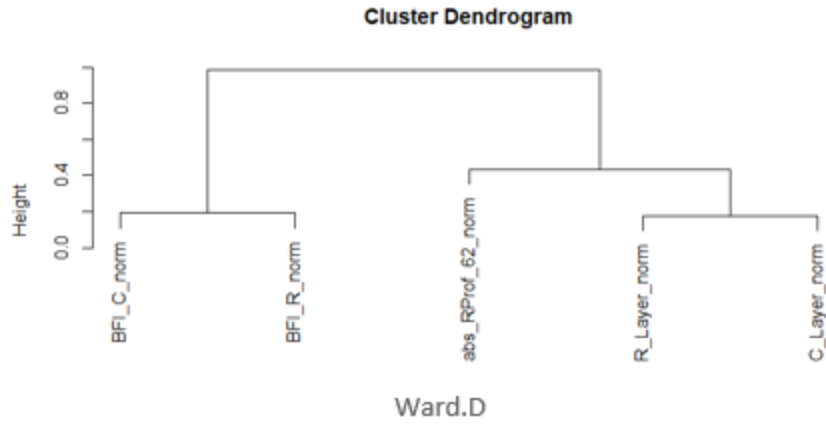 Cluster Dendrogram
Height
0.0
0.4
0.8
BFI_C_norm
BFI_R_norm
abs_RProf_62_norm
R_Layer_norm
C_Layer_norm
Ward.D